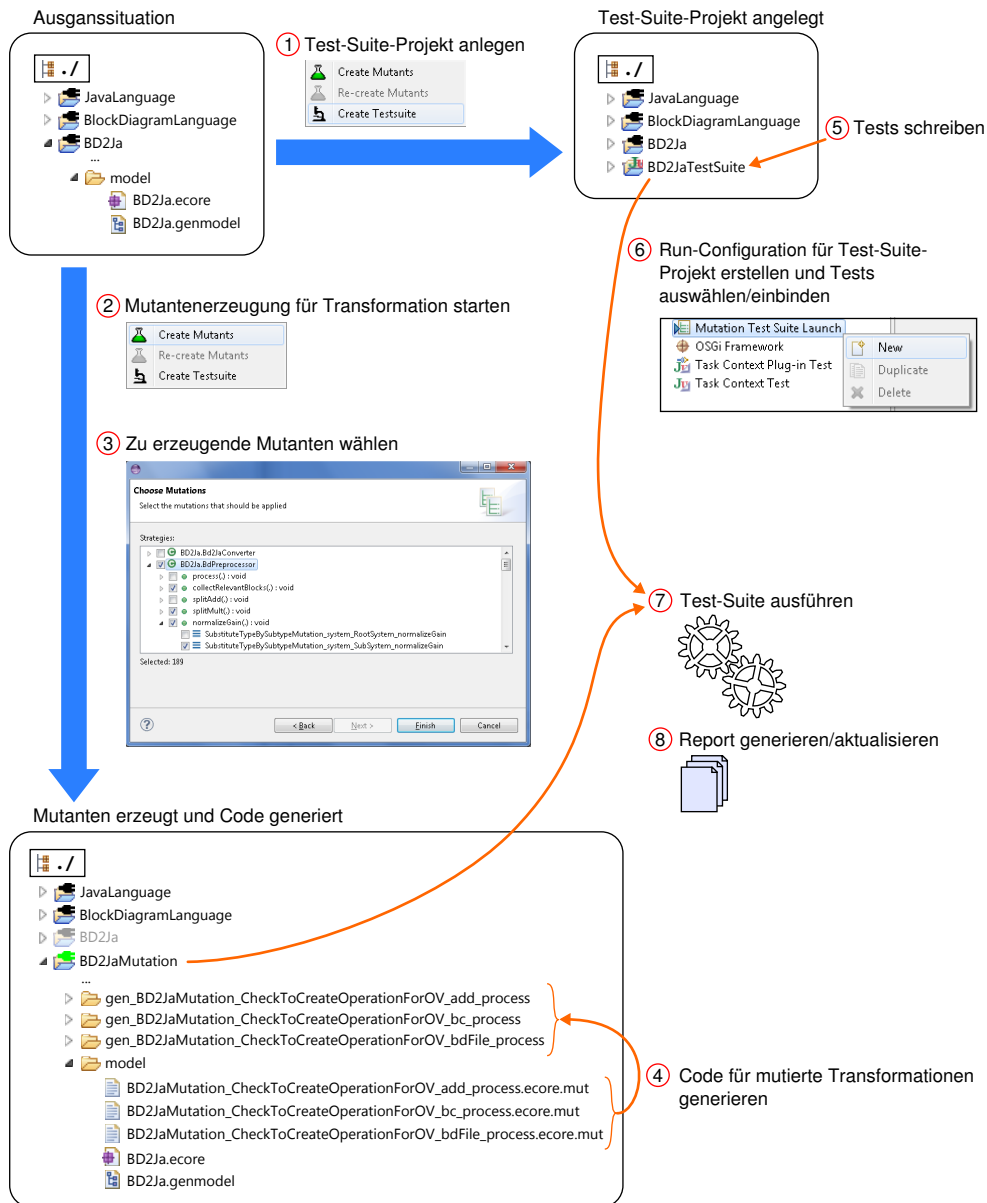 Ausganssituation
./
JavaLanguage
BlockDiagramLanguage
BD2Ja
...
model
BD2Ja.ecore
BD2Ja.genmodel
1 Test-Suite-Projekt anlegen
Create Mutants
Re-create Mutants
Create Testsuite
Test-Suite-Projekt angelegt
./
JavaLanguage
BlockDiagramLanguage
BD2Ja
BD2JaTestSuite
5 Tests schreiben
2 Mutantenerzeugung für Transformation starten
Create Mutants
Re-create Mutants
Create Testsuite
6 Run-Configuration für Test-Suite-
Projekt erstellen und Tests
auswählen/einbinden
Mutation Test Suite Launch
OSGi Framework
Task Context Plug-in Test
Task Context Test
New
Duplicate
Delete
3 Zu erzeugende Mutanten wählen
Choose Mutations
Select the mutations that should be applied
Strategies:
BD2Ja.Bd2JaConverter
BD2Ja.BdPreprocessor
process(.) : void
collectRelevantBlocks(.) : void
splitAdd(.) : void
splitMult(.) : void
normalizeGain(.) : void
SubstituteTypeBySubtypeMutation_system_RootSystem_normalizeGain
SubstituteTypeBySubtypeMutation_system_SubSystem_normalizeGain
Selected: 189
< Back
Next >
Finish
Cancel
7 Test-Suite ausführen
8 Report generieren/aktualisieren
Mutanten erzeugt und Code generiert
./
JavaLanguage
BlockDiagramLanguage
BD2Ja
BD2JaMutation
...
gen_BD2JaMutation_CheckToCreateOperationForOV_add_process
gen_BD2JaMutation_CheckToCreateOperationForOV_bc_process
gen_BD2JaMutation_CheckToCreateOperationForOV_bdFile_process
model
BD2JaMutation_CheckToCreateOperationForOV_add_process.ecore.mut
BD2JaMutation_CheckToCreateOperationForOV_bc_process.ecore.mut
BD2JaMutation_CheckToCreateOperationForOV_bdFile_process.ecore.mut
BD2Ja.ecore
BD2Ja.genmodel
4 Code für mutierte Transformationen
generieren